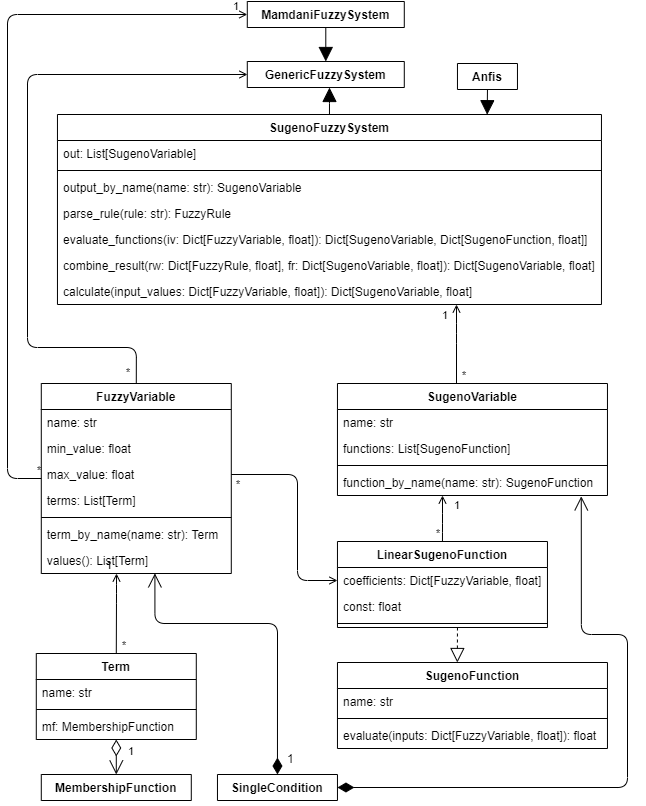 1
MamdaniFuzzySystem
GenericFuzzySystem
Anfis
SugenoFuzzySystem
out: List[SugenoVariable]
output_by_name(name: str): SugenoVariable
parse_rule(rule: str): FuzzyRule
evaluate_functions(iv: Dict[FuzzyVariable, float]): Dict[SugenoVariable, Dict[SugenoFunction, float]]
combine_result(rw: Dict[FuzzyRule, float], fr: Dict[SugenoVariable, float]): Dict[SugenoVariable, float]
calculate(input_values: Dict[FuzzyVariable, float]): Dict[SugenoVariable, float]
1
*
*
FuzzyVariable
name: str
min_value: float
max_value: float
terms: List[Term]
term_by_name(name: str): Term
values(): List[Term]
*
*
1
SugenoVariable
name: str
functions: List[SugenoFunction]
function_by_name(name: str): SugenoFunction
1
*
LinearSugenoFunction
coefficients: Dict[FuzzyVariable, float]
const: float
*
Term
name: str
mf: MembershipFunction
1
SugenoFunction
name: str
evaluate(inputs: Dict[FuzzyVariable, float]): float
1
MembershipFunction
SingleCondition